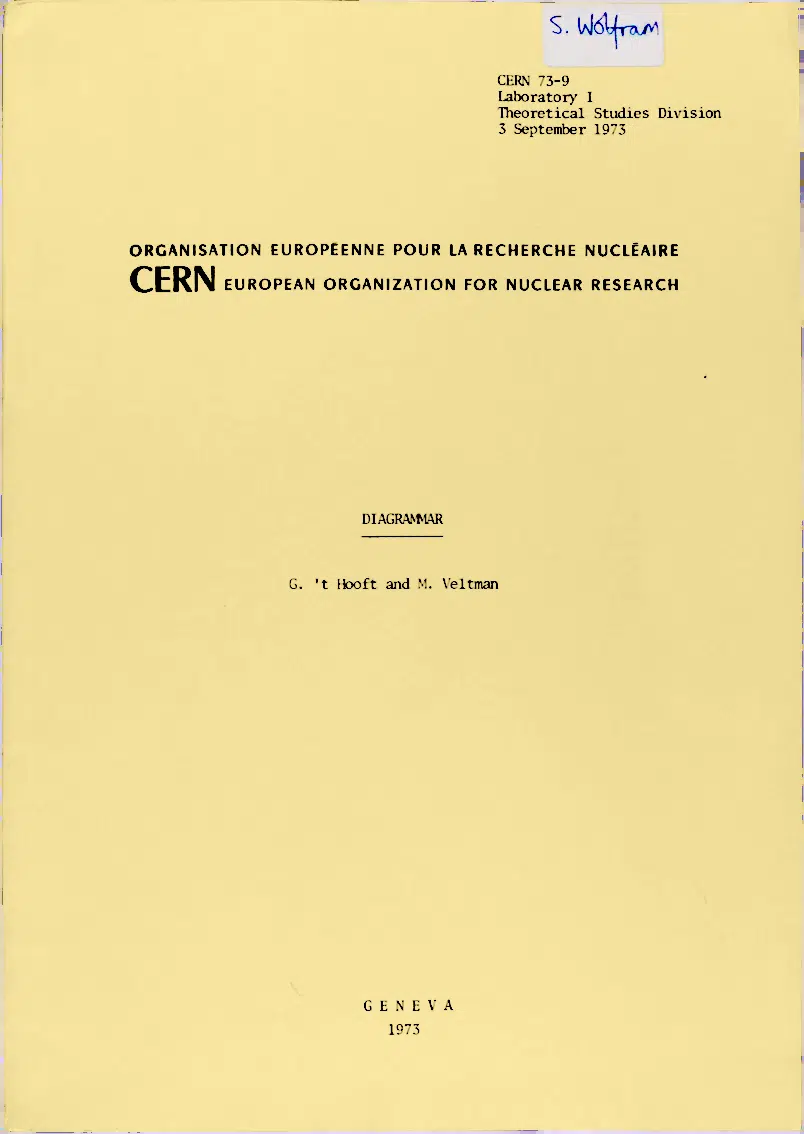 S. Wolfram
CERN 73-9
Laboratory I
Theoretical Studies Division
3 September 1973
ORGANISATION EUROPÉENNE POUR LA RECHERCHE NUCLÉAIRE
CERN EUROPEAN ORGANIZATION FOR NUCLEAR RESEARCH
DIAGRAMMAR
G. 't Hooft and M. Veltman
GENEVA
1973